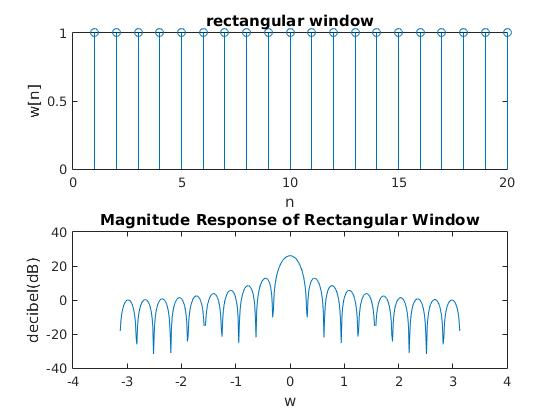 rectangular window
1
0.5
0
w[n]
0 5 10 15 20
n
Magnitude Response of Rectangular Window
40
20
0
-20
-40
decibel(dB)
-4 -3 -2 -1 0 1 2 3 4
w